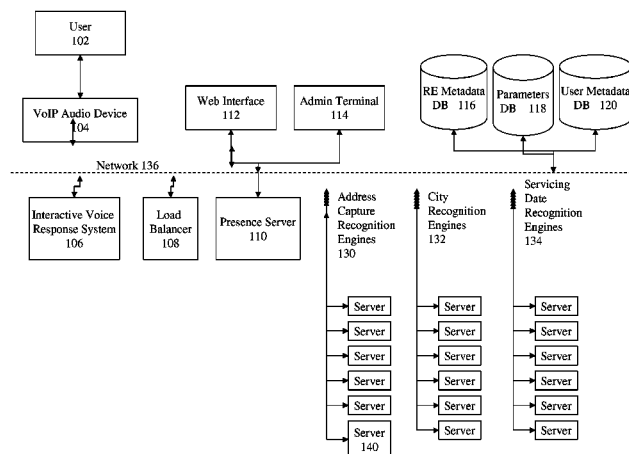 User
102
VoIP Audio Device
104
Web Interface
112
Admin Terminal
114
RE Metadata
DB 116
Parameters
DB 118
User Metadata
DB 120
Network 136
Interactive Voice
Response System
106
Load
Balancer
108
Presence Server
110
Address
Capture
Recognition
Engines
130
City
Recognition
Engines
132
Servicing
Date
Recognition
Engines
134
Server
Server
Server
Server
Server
Server
140
Server
Server
Server
Server
Server
Server
Server
Server
Server
Server
Server
Server